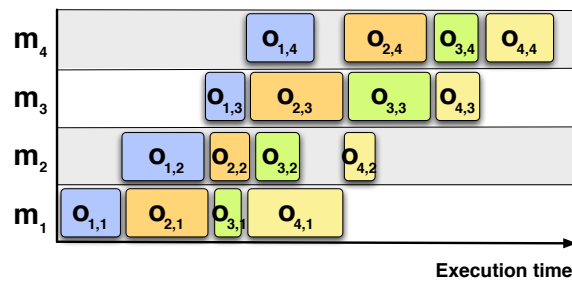 m4 O1,4 O2,4 O3,4 O4,4
m3 O1,3 O2,3 O3,3 O4,3
m2 O1,2 O2,2 O3,2 O4,2
m1 O1,1 O2,1 O3,1 O4,1
Execution time